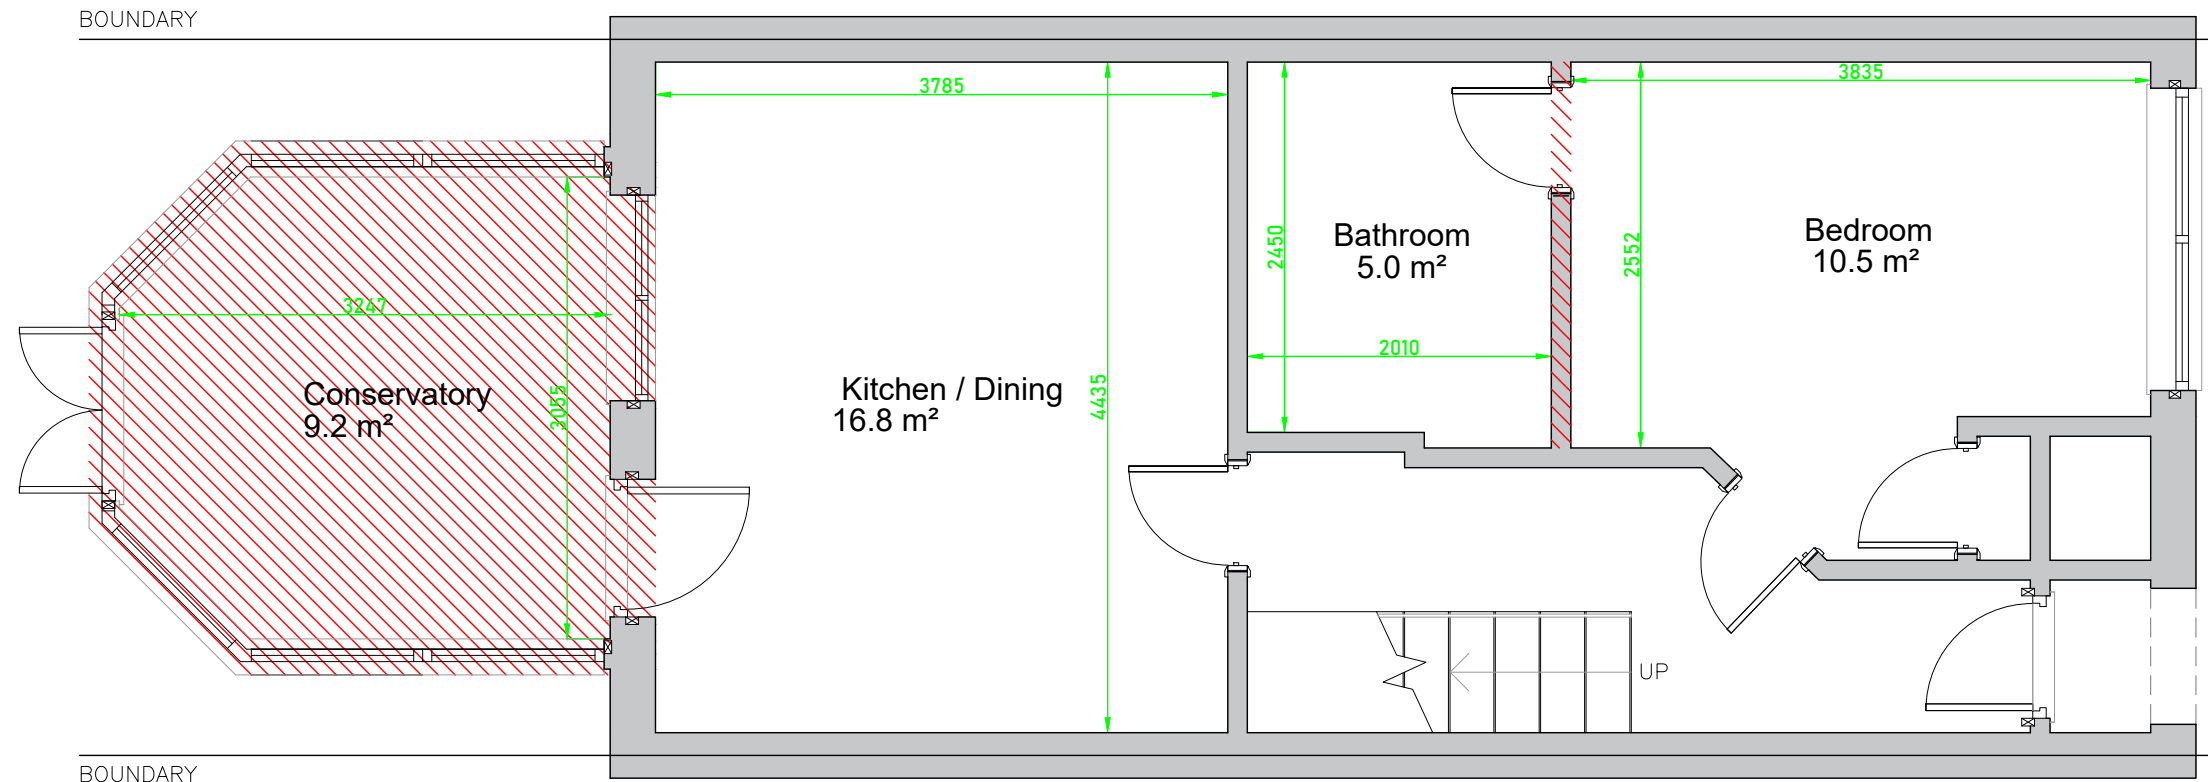 BOUNDARY
3785
3835
2450
2552
Bathroom
5.0 m²
Bedroom
10.5 m²
3247
2010
Conservatory
9.2 m²
3055
Kitchen / Dining
16.8 m²
4435
UP
BOUNDARY